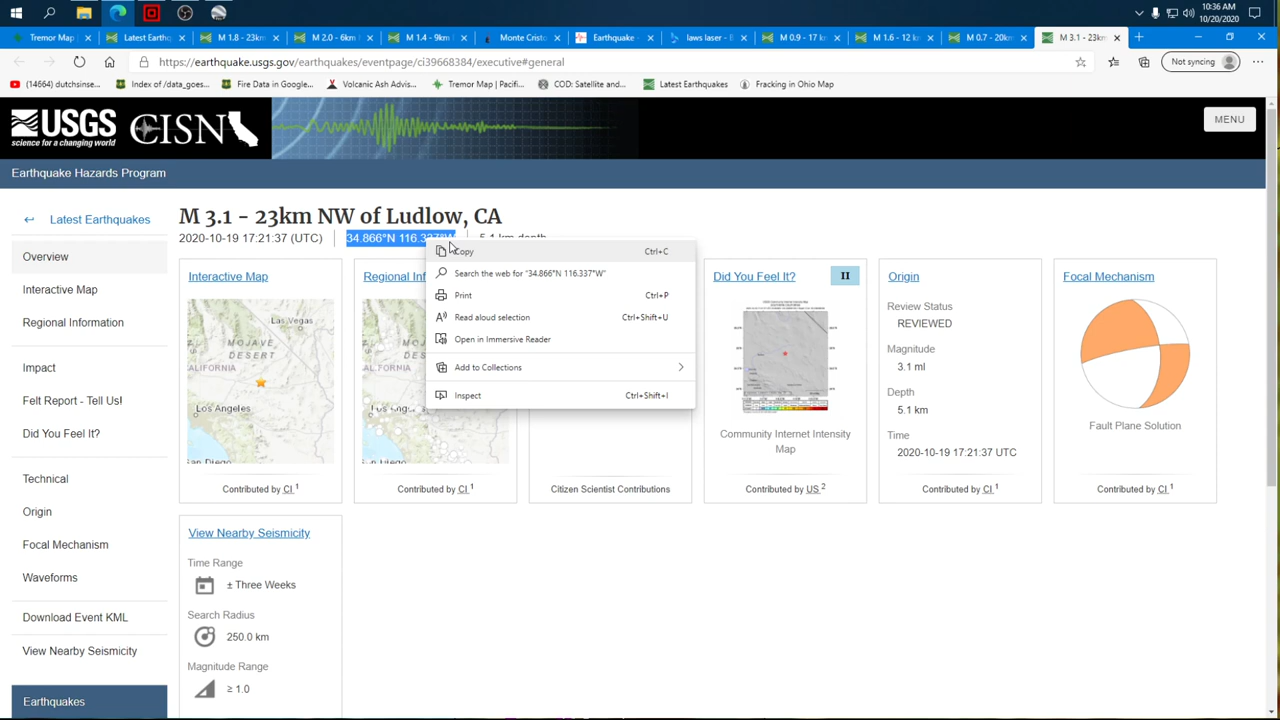 10:36 AM
10/20/2020
Tremor Map |
Latest Earthq
M 1.8 - 23km
M 2.0 - 6km
M 1.4 - 9km
Monte Cristo
Earthquake
laws laser - B
M 0.9 - 17
M 1.6 - 12
M 0.7 - 20km
M 3.1 - 23km
https://earthquake.usgs.gov/earthquakes/eventpage/ci39668384/executive#general
Not syncing
(14664) dutchsinse...
Index of /data_goes...
Fire Data in Google...
Volcanic Ash Advis...
Tremor Map | Pacifi...
COD: Satellite and...
Latest Earthquakes
Fracking in Ohio Map
USGS
science for a changing world
CISN
MENU
Earthquake Hazards Program
Latest Earthquakes
M 3.1 - 23km NW of Ludlow, CA
2020-10-19 17:21:37 (UTC)
34.866°N 116.337°W
5.1 km depth
Overview
Interactive Map
Regional Information
Impact
Felt Report - Tell Us!
Did You Feel It?
Technical
Origin
Focal Mechanism
Waveforms
Download Event KML
View Nearby Seismicity
Earthquakes
Copy Ctrl+C
Search the web for "34.866°N 116.337°W"
Print Ctrl+P
Read aloud selection Ctrl+Shift+U
Open in Immersive Reader
Add to Collections
Inspect Ctrl+Shift+I
Interactive Map
Las Vegas
MOJAVE
DESERT
ALIFORNIA
Los Angeles
San Diego
Contributed by CI 1
Regional Inf
Contributed by CI 1
Citizen Scientist Contributions
Did You Feel It?
II
Community Internet Intensity
Map
Contributed by US 2
Origin
Review Status
REVIEWED
Magnitude
3.1 ml
Depth
5.1 km
Time
2020-10-19 17:21:37 UTC
Contributed by CI 1
Focal Mechanism
Fault Plane Solution
Contributed by CI 1
View Nearby Seismicity
Time Range
± Three Weeks
Search Radius
250.0 km
Magnitude Range
≥ 1.0